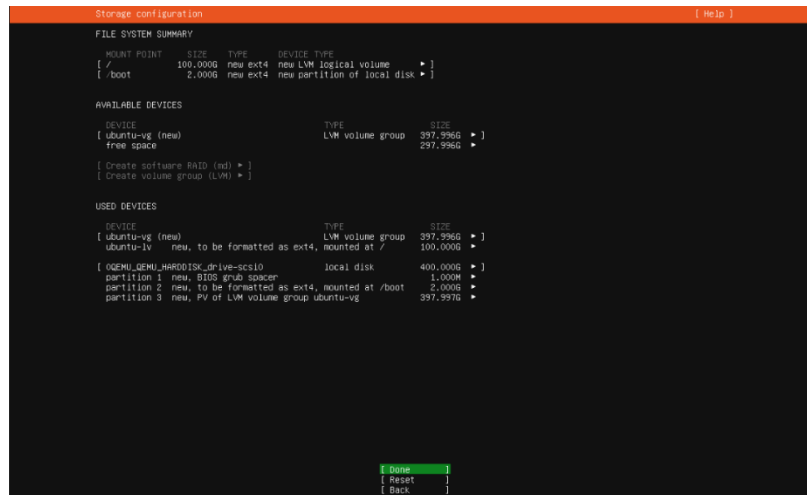 Storage configuration [ Help ]
FILE SYSTEM SUMMARY
MOUNT POINT SIZE TYPE DEVICE TYPE
[ / 100.000G new ext4 new LVM logical volume ▸ ]
[ /boot 2.000G new ext4 new partition of local disk ▸ ]
AVAILABLE DEVICES
DEVICE TYPE SIZE
[ ubuntu-vg (new) LVM volume group 397.996G ▸ ]
free space 297.996G ▸
[ Create software RAID (md) ▸ ]
[ Create volume group (LVM) ▸ ]
USED DEVICES
DEVICE TYPE SIZE
[ ubuntu-vg (new) LVM volume group 397.996G ▸ ]
ubuntu-lv new, to be formatted as ext4, mounted at / 100.000G ▸
[ 0QEMU_QEMU_HARDDISK_drive-scsi0 local disk 400.000G ▸ ]
partition 1 new, BIOS grub spacer 1.000M ▸
partition 2 new, to be formatted as ext4, mounted at /boot 2.000G ▸
partition 3 new, PV of LVM volume group ubuntu-vg 397.997G ▸
[ Done ]
[ Reset ]
[ Back ]